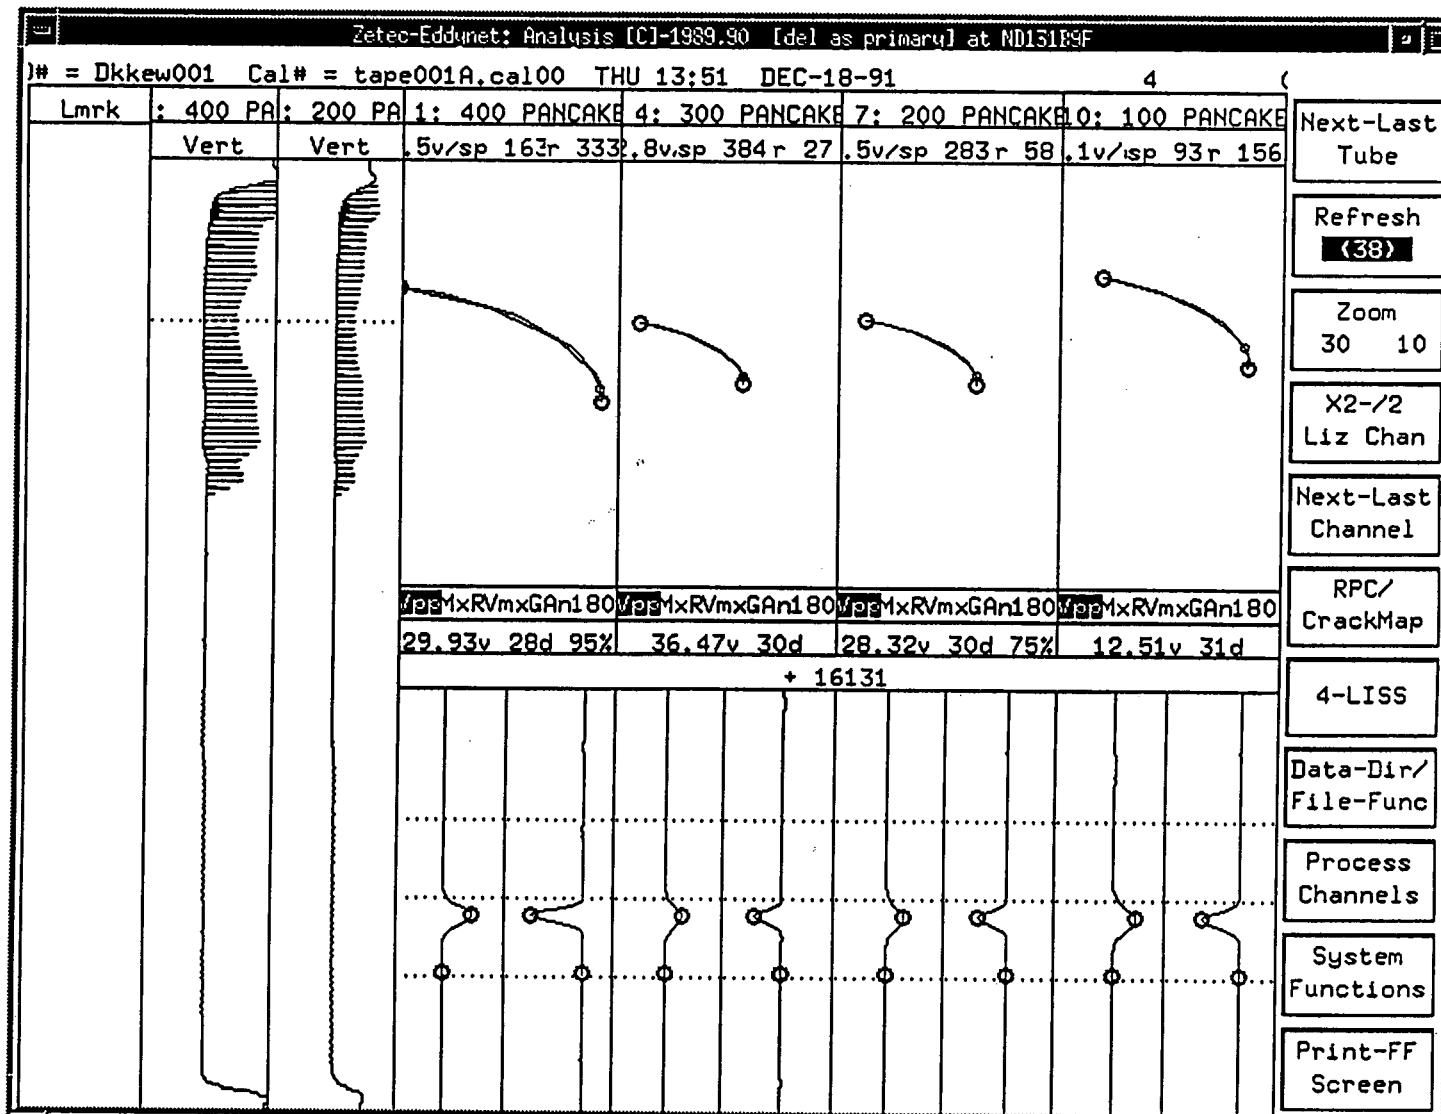 Zetec-Eddynet: Analysis [C]-1989.90 [del as primary] at ND131B9F
)# = Dkkew001 Cal# = tape001A.cal00 THU 13:51 DEC-18-91 4 (
Lmrk : 400 PA : 200 PA 1: 400 PANCAKE 4: 300 PANCAKE 7: 200 PANCAKE 10: 100 PANCAKE
Vert Vert .5v/sp 163r 333 .8v.sp 384r 27 .5v/sp 283r 58 .1v/sp 93r 156
Next-Last
Tube
Refresh
(38)
Zoom
30 10
X2-/2
Liz Chan
Next-Last
Channel
RPC/
CrackMap
4-LISS
Data-Dir/
File-Func
Process
Channels
System
Functions
Print-FF
Screen
VppMxRVmxGAn180 VppMxRVmxGAn180 VppMxRVmxGAn180 VppMxRVmxGAn180
29.93v 28d 95% 36.47v 30d 28.32v 30d 75% 12.51v 31d
+ 16131